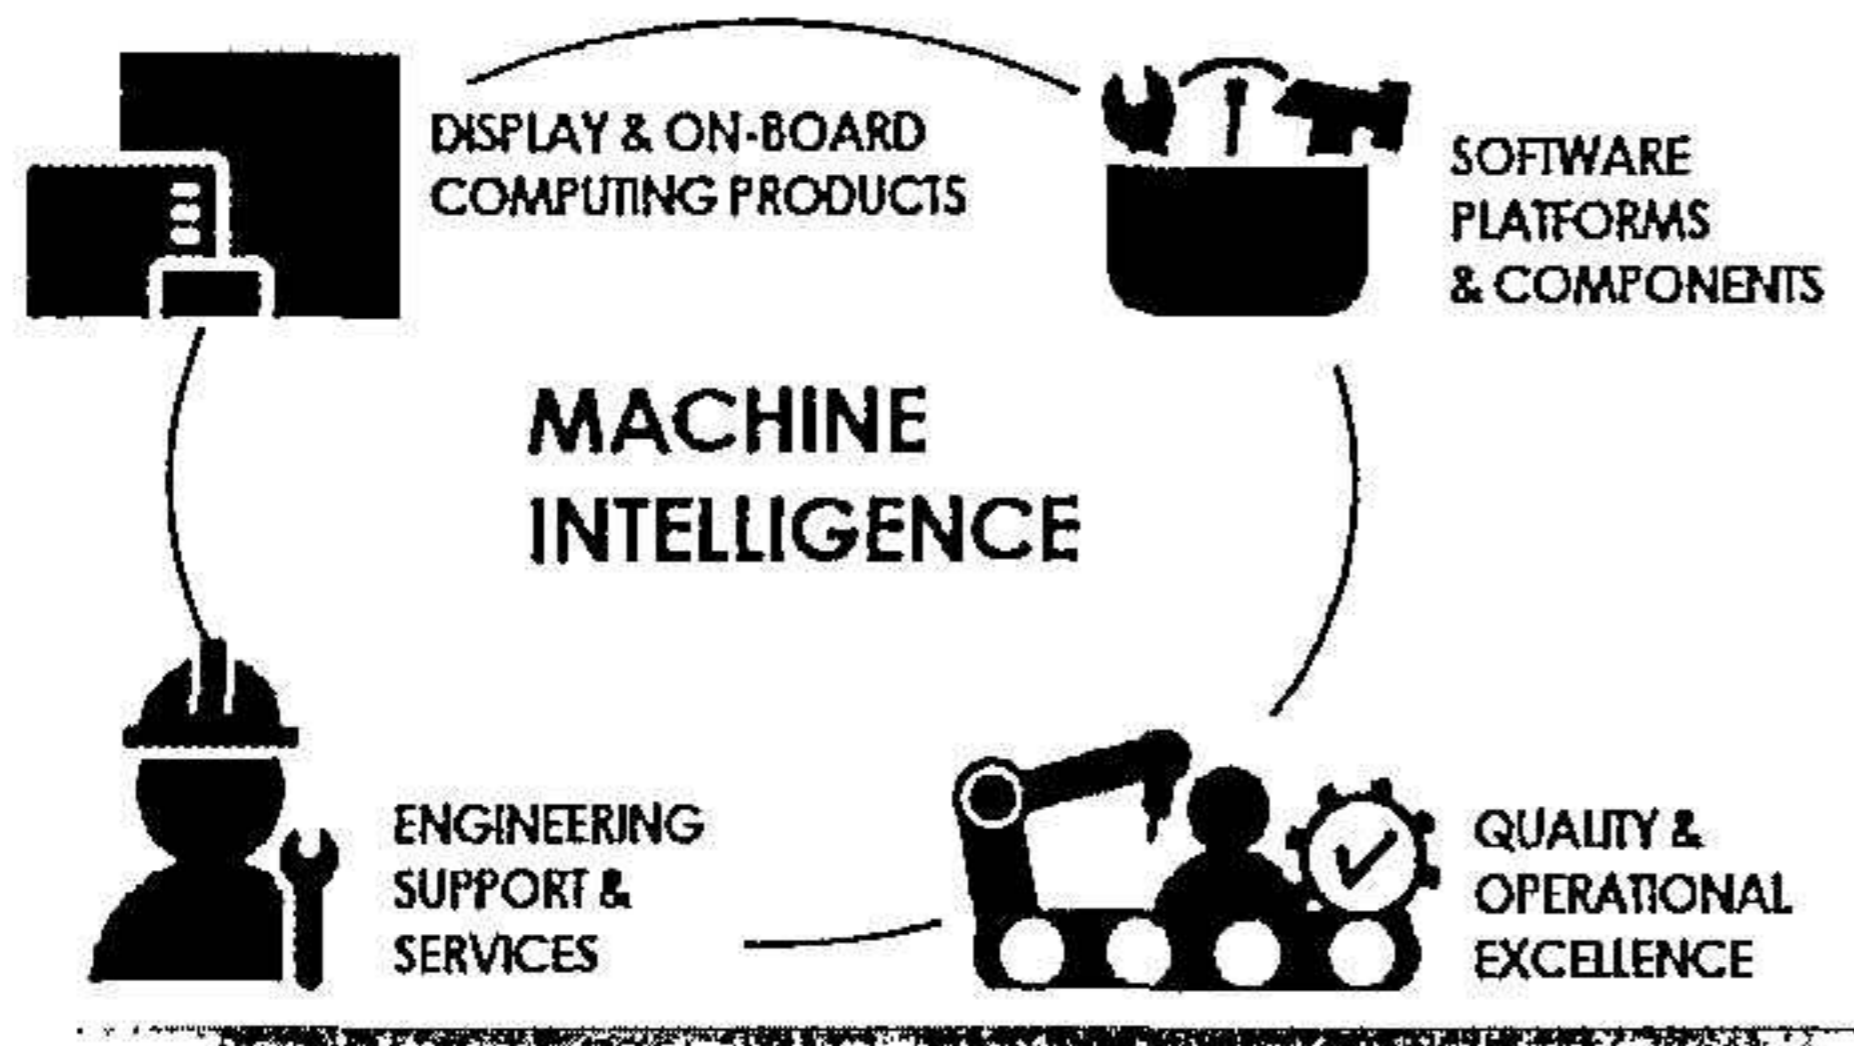 DISPLAY & ON-BOARD
COMPUTING PRODUCTS
SOFTWARE
PLATFORMS
& COMPONENTS
MACHINE
INTELLIGENCE
ENGINEERING
SUPPORT &
SERVICES
QUALITY &
OPERATIONAL
EXCELLENCE